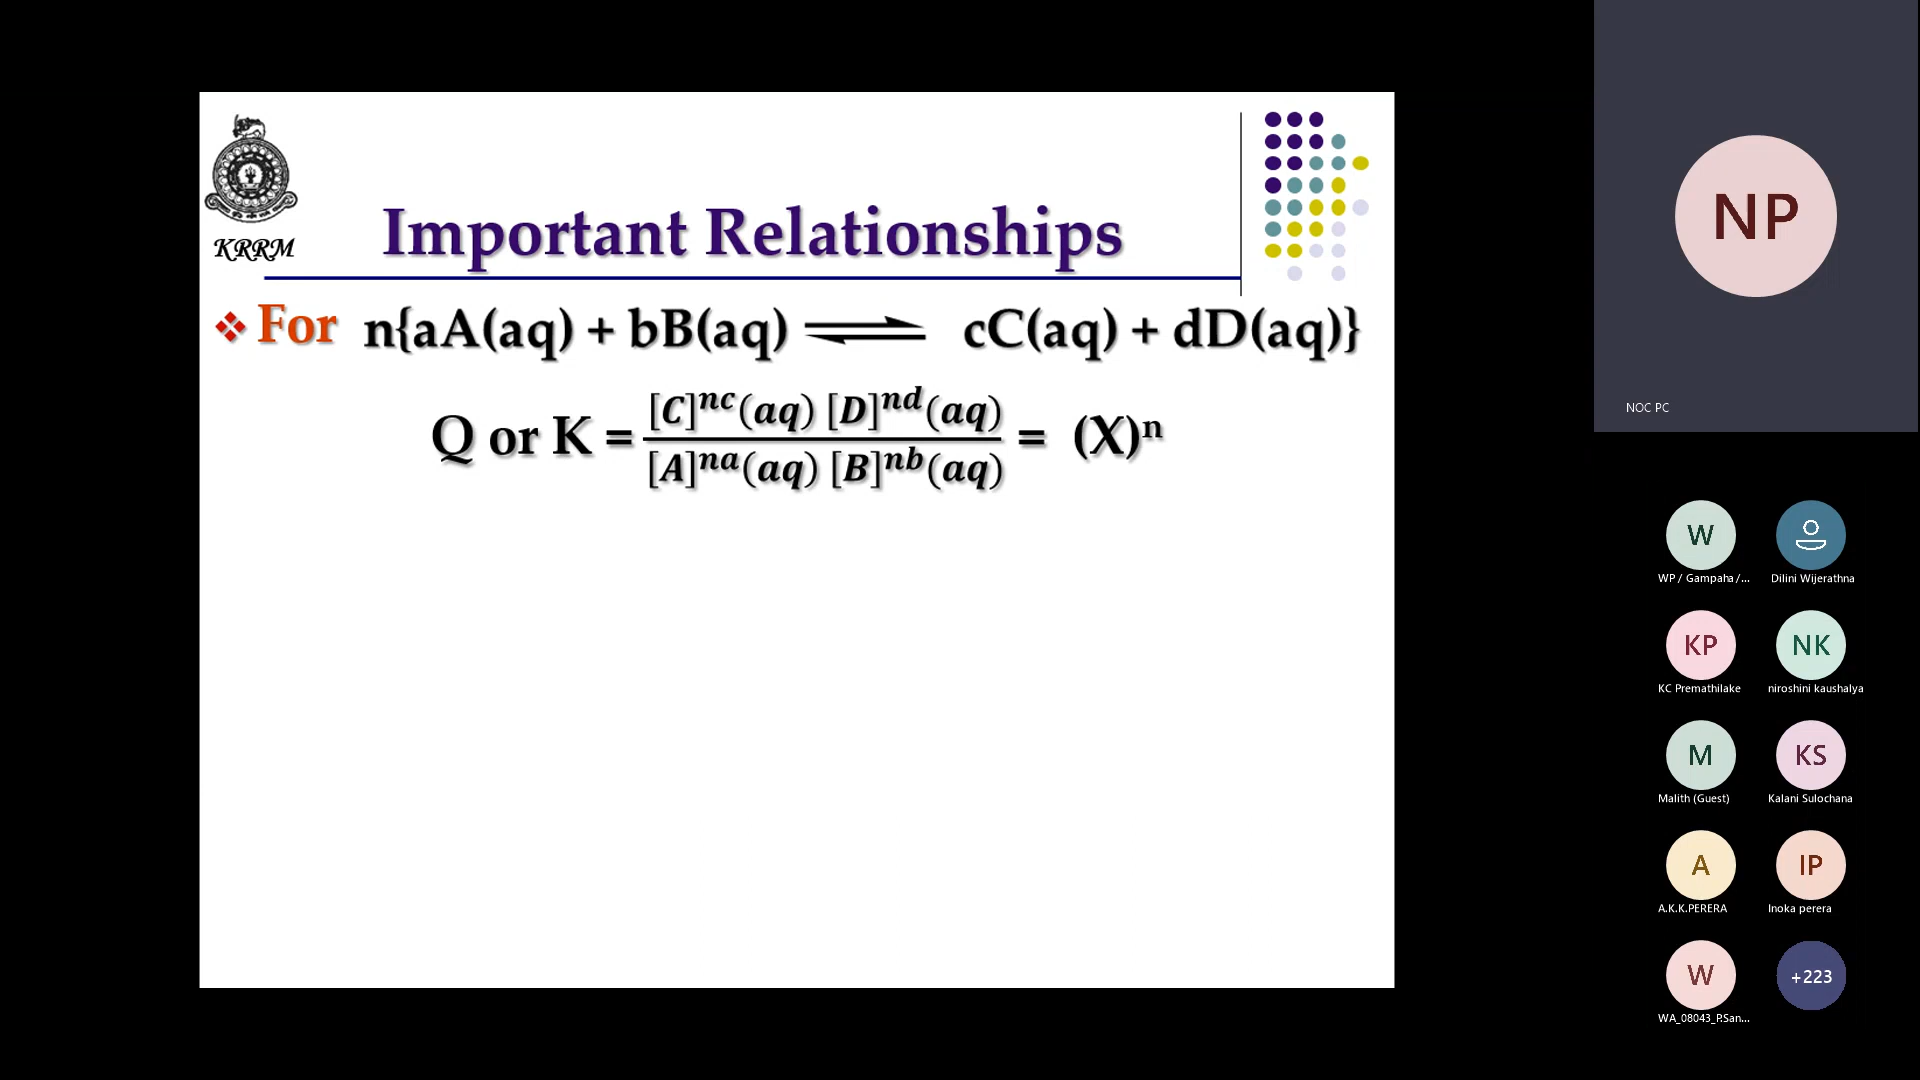 KRRM
Important Relationships
❖ For n{aA(aq) + bB(aq) ⇌ cC(aq) + dD(aq)}
Q or K = [C]ⁿᶜ(aq) [D]ⁿᵈ(aq) / [A]ⁿᵃ(aq) [B]ⁿᵇ(aq) = (X)ⁿ
NP
NOC PC
W
WP / Gampaha /...
Dilini Wijerathna
KP
KC Premathilake
NK
niroshini kaushalya
M
Malith (Guest)
KS
Kalani Sulochana
A
A.K.K.PERERA
IP
Inoka perera
W
WA_08043_P.San...
+223